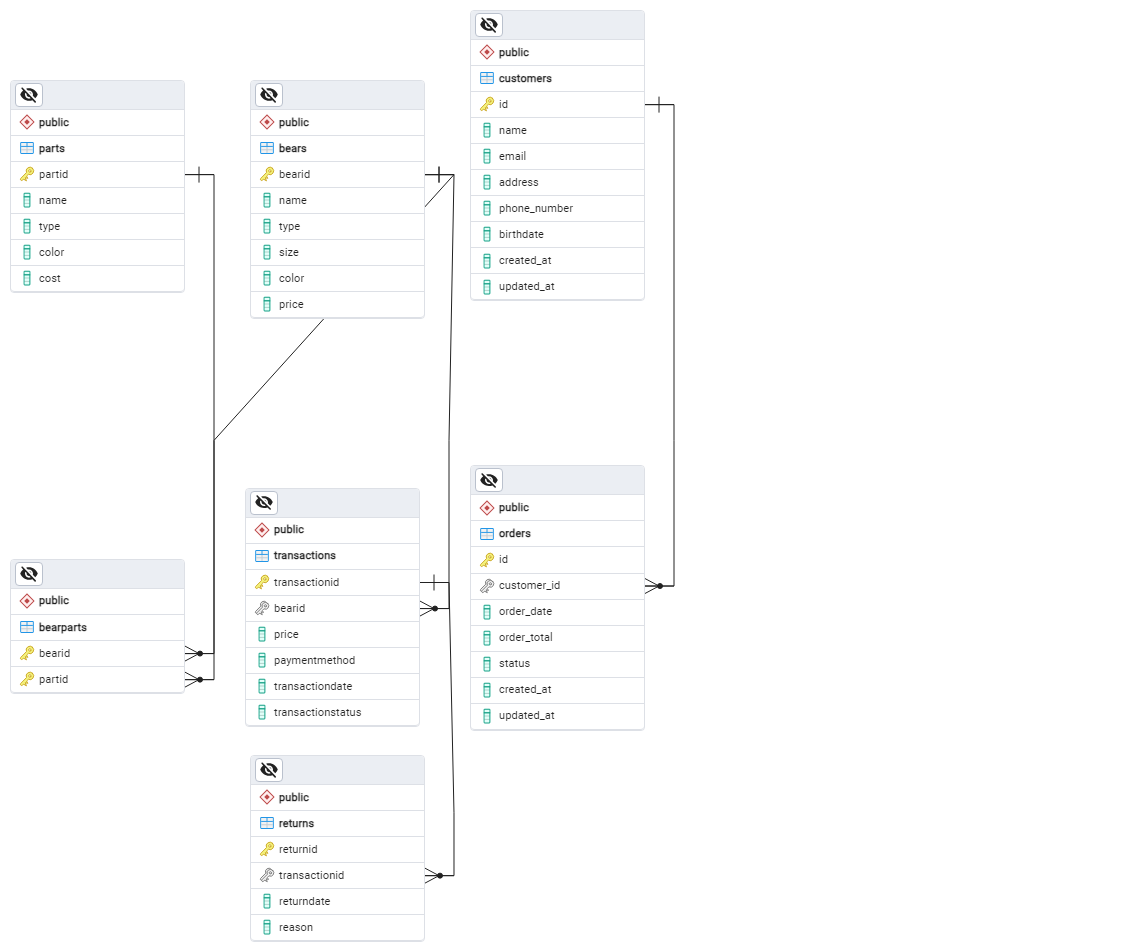 public
parts
partid
name
type
color
cost
public
bears
bearid
name
type
size
color
price
public
customers
id
name
email
address
phone_number
birthdate
created_at
updated_at
public
bearparts
bearid
partid
public
transactions
transactionid
bearid
price
paymentmethod
transactiondate
transactionstatus
public
orders
id
customer_id
order_date
order_total
status
created_at
updated_at
public
returns
returnid
transactionid
returndate
reason